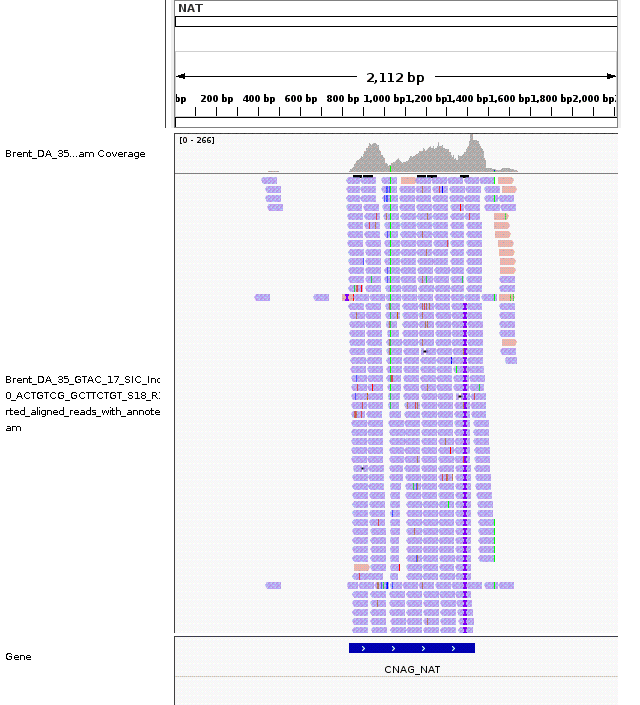 NAT
2,112 bp
bp 200 bp 400 bp 600 bp 800 bp 1,000 bp 1,200 bp 1,400 bp 1,600 bp 1,800 bp 2,000 bp 2
[0 - 266]
Brent_DA_35...am Coverage
Brent_DA_35_GTAC_17_SIC_Inc
0_ACTGTCG_GCTTCTGT_S18_R
rted_aligned_reads_with_annote
am
Gene
CNAG_NAT